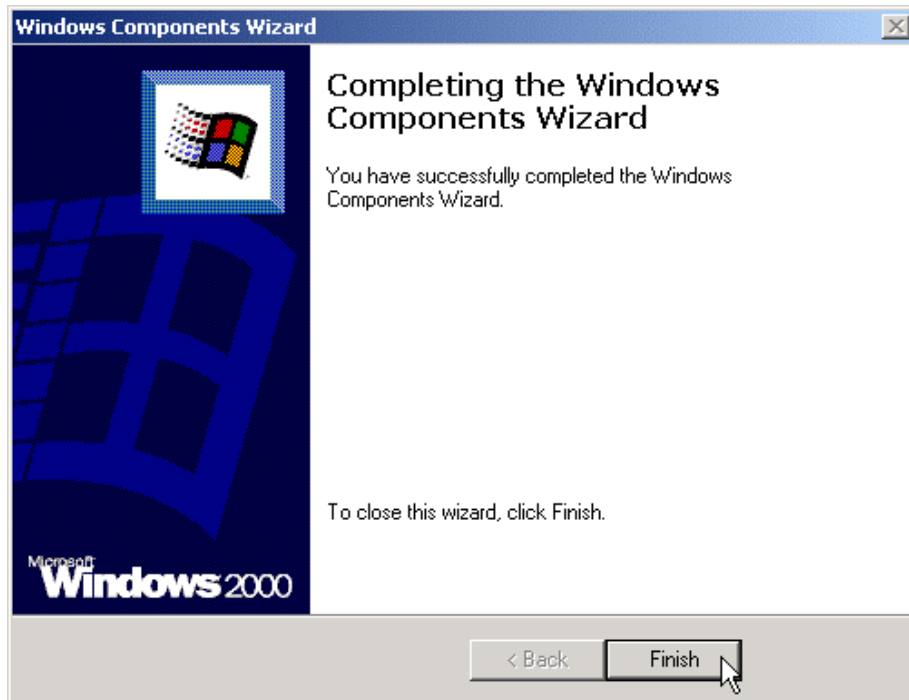 Windows Components Wizard
Completing the Windows
Components Wizard
You have successfully completed the Windows
Components Wizard.
To close this wizard, click Finish.
Microsoft
Windows 2000
< Back
Finish